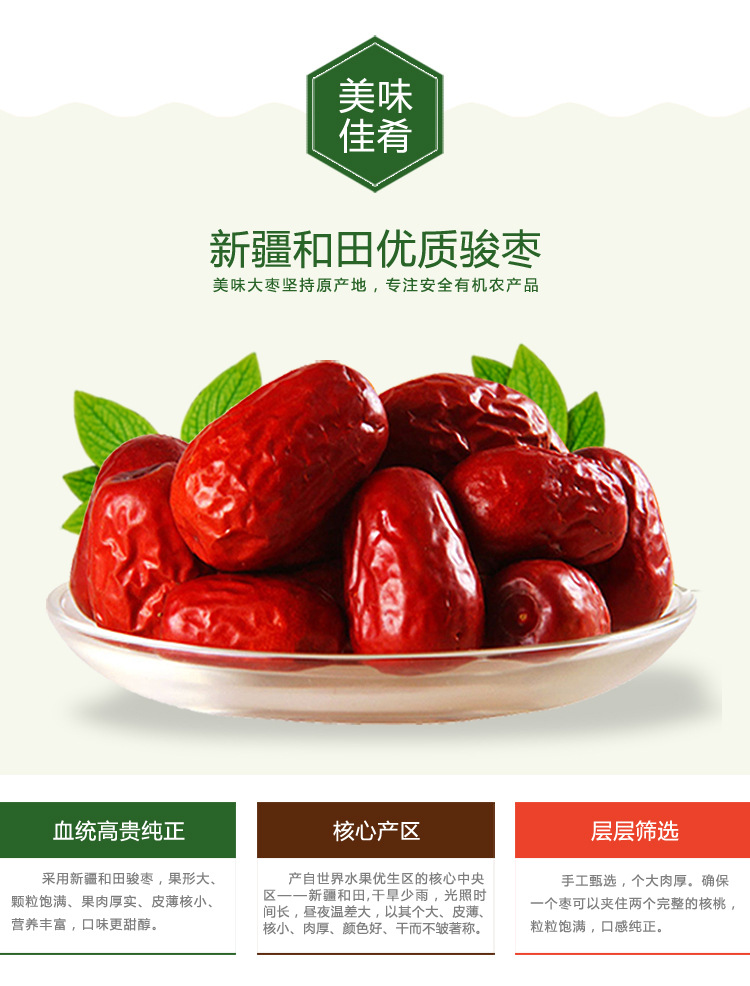 美味
佳肴
新疆和田优质骏枣
美味大枣坚持原产地，专注安全有机农产品
血统高贵纯正
采用新疆和田骏枣，果形大、
颗粒饱满、果肉厚实、皮薄核小、
营养丰富，口味更甜醇。
核心产区
产自世界水果优生区的核心中央
区——新疆和田,干旱少雨，光照时
间长，昼夜温差大，以其个大、皮薄、
核小、肉厚、颜色好、干而不皱著称。
层层筛选
手工甄选，个大肉厚。确保
一个枣可以夹住两个完整的核桃，
粒粒饱满，口感纯正。